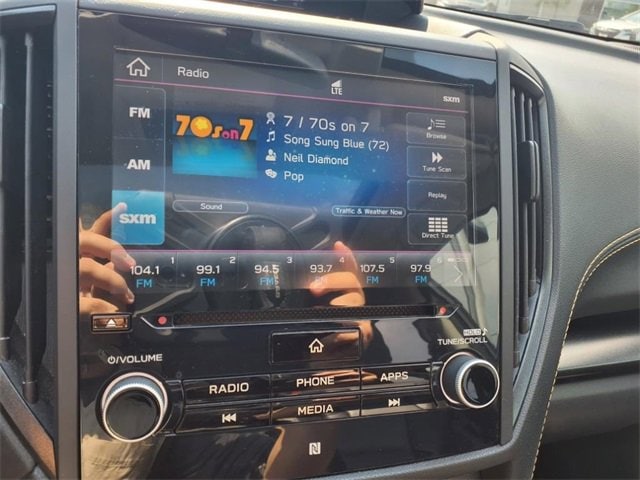 Radio
LTE
sxm
FM
AM
sxm
70s on 7
7 / 70s on 7
Song Sung Blue (72)
Neil Diamond
Pop
Browse
Tune Scan
Replay
Direct Tune
Sound
Traffic & Weather Now
1 2 3 4 5 6
104.1 99.1 94.5 93.7 107.5 97.9
FM FM FM FM FM FM
VOLUME
HOLD
TUNE/SCROLL
RADIO PHONE APPS
MEDIA
N